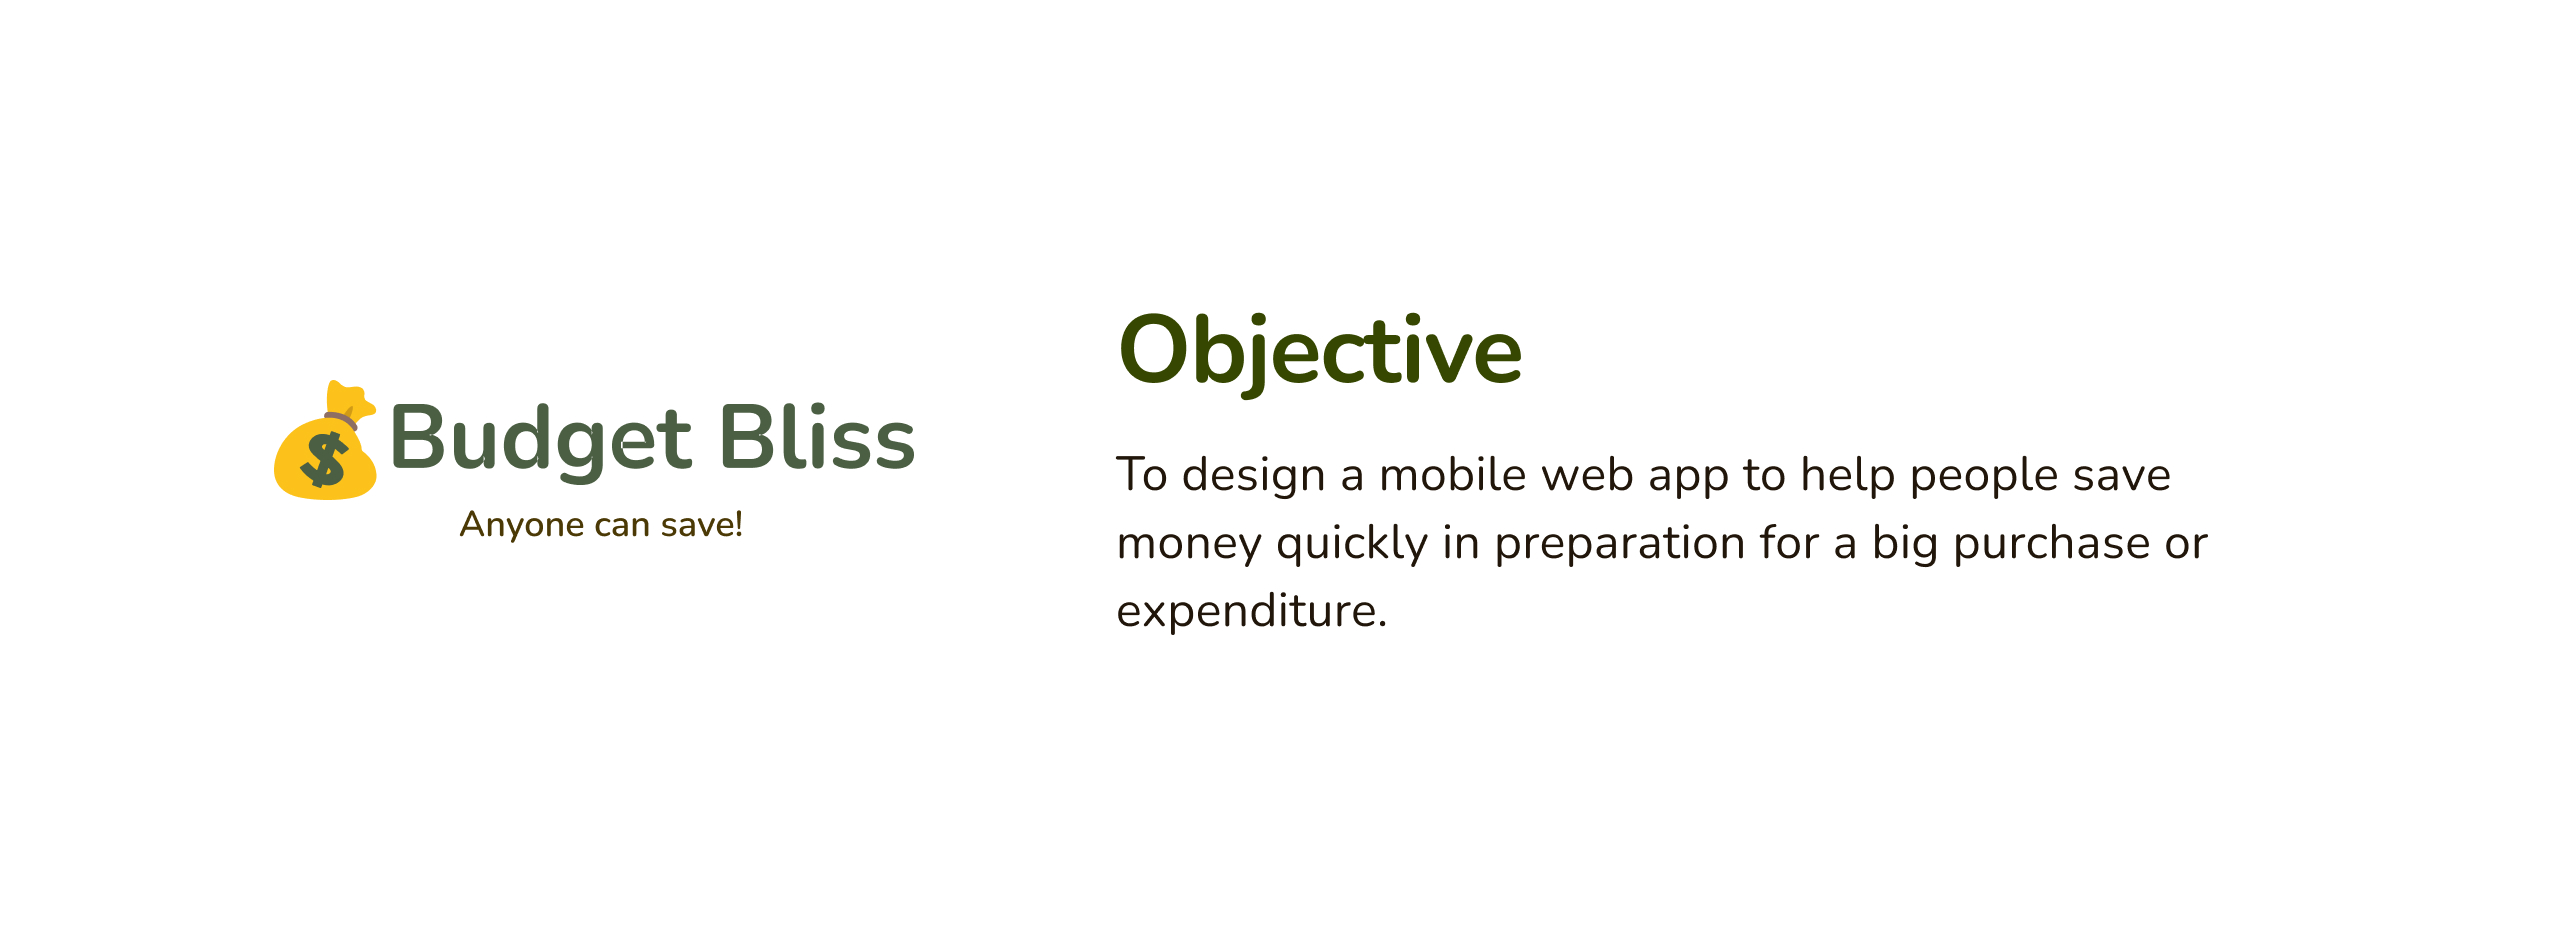 $ Budget Bliss
Anyone can save!
Objective
To design a mobile web app to help people save
money quickly in preparation for a big purchase or
expenditure.